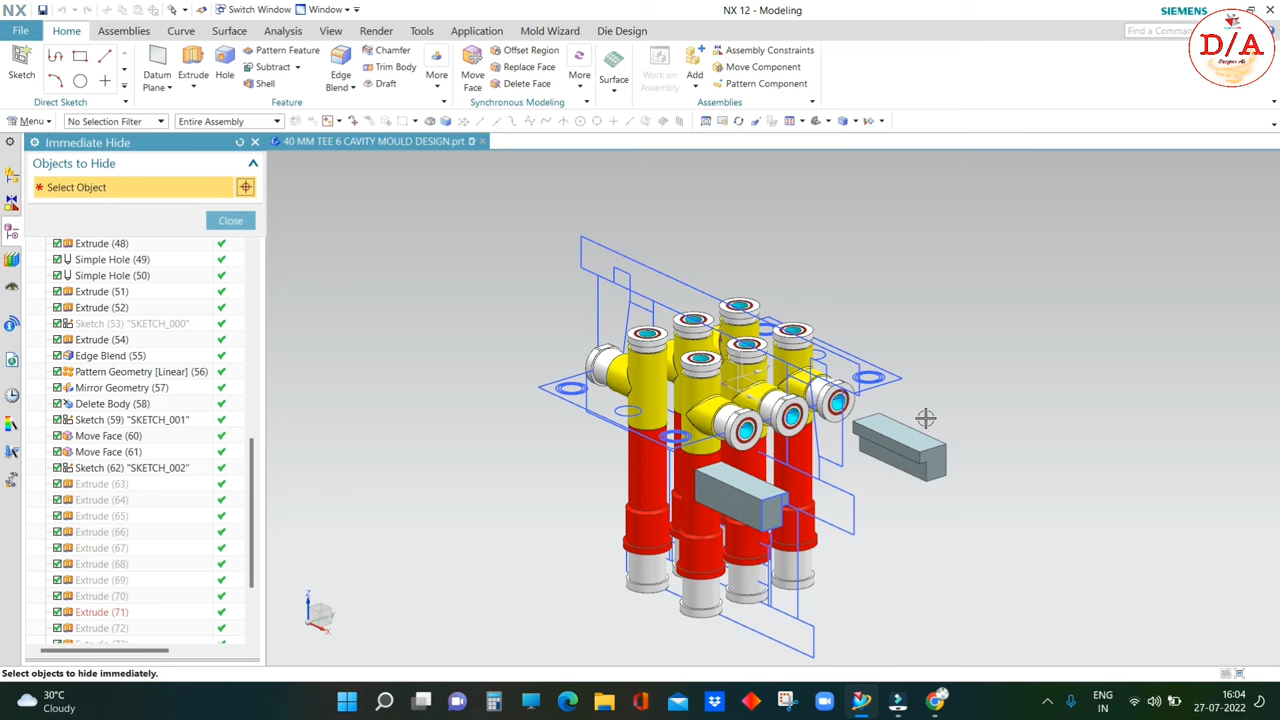 NX
Switch Window
Window
NX 12 - Modeling
SIEMENS
File
Home
Assemblies
Curve
Surface
Analysis
View
Render
Tools
Application
Mold Wizard
Die Design
Find a Comma
D/A
Sketch
Direct Sketch
Datum Plane
Extrude
Hole
Pattern Feature
Subtract
Shell
Edge Blend
Chamfer
Trim Body
Draft
More
Feature
Move Face
Offset Region
Replace Face
Delete Face
More
Synchronous Modeling
Surface
Work on Assembly
Add
Assembly Constraints
Move Component
Pattern Component
Assemblies
Menu
No Selection Filter
Entire Assembly
Immediate Hide
40 MM TEE 6 CAVITY MOULD DESIGN.prt
Objects to Hide
* Select Object
Close
Extrude (48)
Simple Hole (49)
Simple Hole (50)
Extrude (51)
Extrude (52)
Sketch (53) "SKETCH_000"
Extrude (54)
Edge Blend (55)
Pattern Geometry [Linear] (56)
Mirror Geometry (57)
Delete Body (58)
Sketch (59) "SKETCH_001"
Move Face (60)
Move Face (61)
Sketch (62) "SKETCH_002"
Extrude (63)
Extrude (64)
Extrude (65)
Extrude (66)
Extrude (67)
Extrude (68)
Extrude (69)
Extrude (70)
Extrude (71)
Extrude (72)
Z
X
Select objects to hide immediately.
30°C
Cloudy
ENG
IN
16:04
27-07-2022